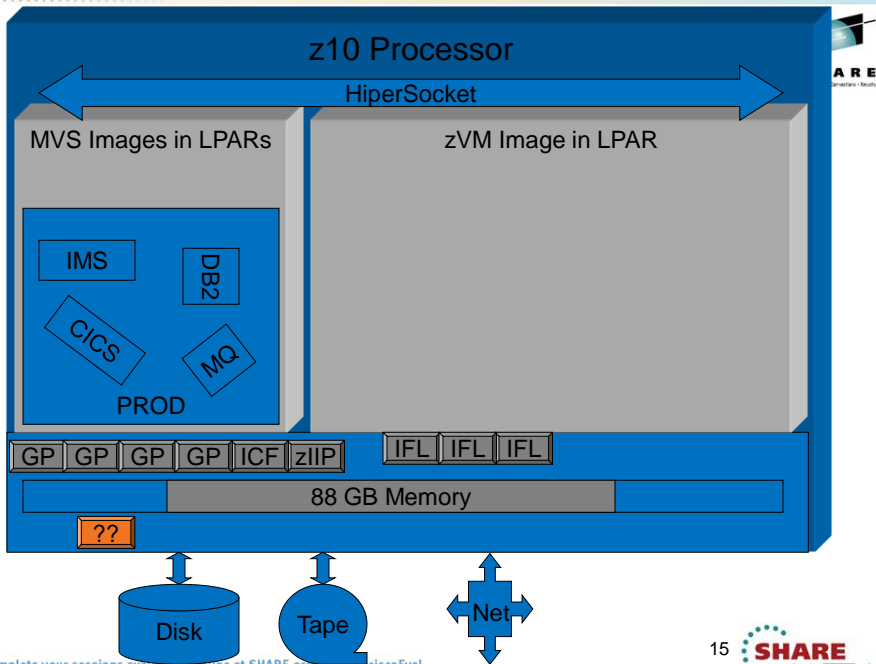 z10 Processor
HiperSocket
A R E
MVS Images in LPARs
zVM Image in LPAR
IMS
DB2
CICS
MQ
PROD
GP GP GP GP ICF zIIP
IFL IFL IFL
88 GB Memory
??
Disk
Tape
Net
15
SHARE